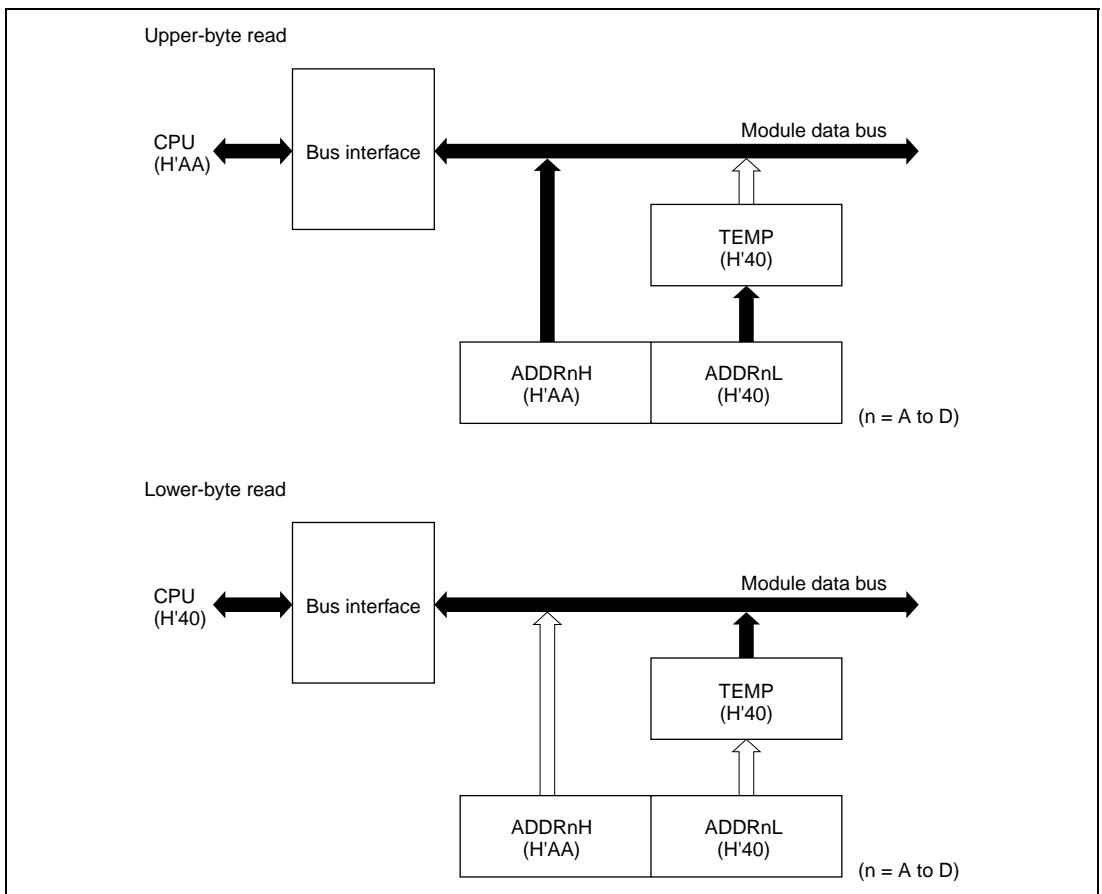 Upper-byte read
Module data bus
CPU
(H'AA)
Bus interface
TEMP
(H'40)
ADDRnH
(H'AA)
ADDRnL
(H'40)
(n = A to D)
Lower-byte read
Module data bus
CPU
(H'40)
Bus interface
TEMP
(H'40)
ADDRnH
(H'AA)
ADDRnL
(H'40)
(n = A to D)